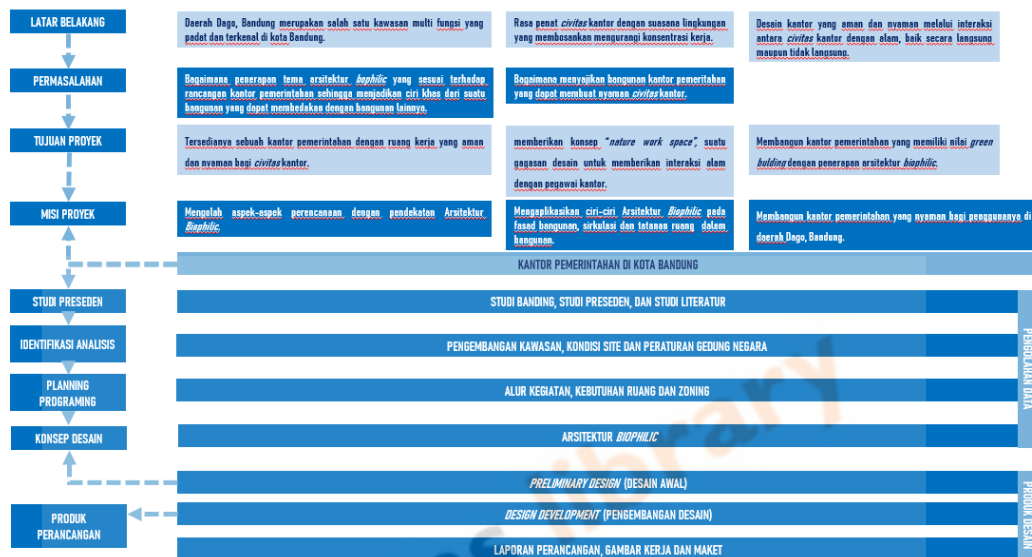 LATAR BELAKANG
Daerah Dago, Bandung merupakan salah satu kawasan multi fungsi yang
padat dan terkenal di kota Bandung.
Rasa penat civitas kantor dengan suasana lingkungan
yang membosankan mengurangi konsentrasi kerja.
Desain kantor yang aman dan nyaman melalui interaksi
antara civitas kantor dengan alam, baik secara langsung
maupun tidak langsung.
PERMASALAHAN
Bagaimana penerapan tema arsitektur bophilic yang sesuai terhadap
rancangan kantor pemerintahan sehingga menjadikan ciri khas dari suatu
bangunan yang dapat membedakan dengan bangunan lainnya.
Bagaimana menyajikan bangunan kantor pemeritahan
yang dapat membuat nyaman civitas kantor.
TUJUAN PROYEK
Tersedianya sebuah kantor pemerintahan dengan ruang kerja yang aman
dan nyaman bagi civitas kantor.
memberikan konsep "nature work space", suatu
gagasan desain untuk memberikan interaksi alam
dengan pegawai kantor.
Membangun kantor pemerintahan yang memiliki nilai green
bulding dengan penerapan arsitektur biophilic.
MISI PROYEK
Mengolah aspek-aspek perencanaan dengan pendekatan Arsitektur
Biophilic.
Mengaplikasikan ciri-ciri Arsitektur Biophilic pada
fasad bangunan, sirkulasi dan tatanan ruang dalam
bangunan.
Membangun kantor pemerintahan yang nyaman bagi penggunanya di
daerah Dago, Bandung.
KANTOR PEMERINTAHAN DI KOTA BANDUNG
STUDI PRESEDEN
STUDI BANDING, STUDI PRESEDEN, DAN STUDI LITERATUR
IDENTIFIKASI ANALISIS
PENGEMBANGAN KAWASAN, KONDISI SITE DAN PERATURAN GEDUNG NEGARA
PLANNING
PROGRAMING
ALUR KEGIATAN, KEBUTUHAN RUANG DAN ZONING
KONSEP DESAIN
ARSITEKTUR BIOPHILIC
PENGOLAHAN DATA
PRELIMINARY DESIGN (DESAIN AWAL)
PRODUK
PERANCANGAN
DESIGN DEVELOPMENT (PENGEMBANGAN DESAIN)
LAPORAN PERANCANGAN, GAMBAR KERJA DAN MAKET
PRODUK DESAIN
library